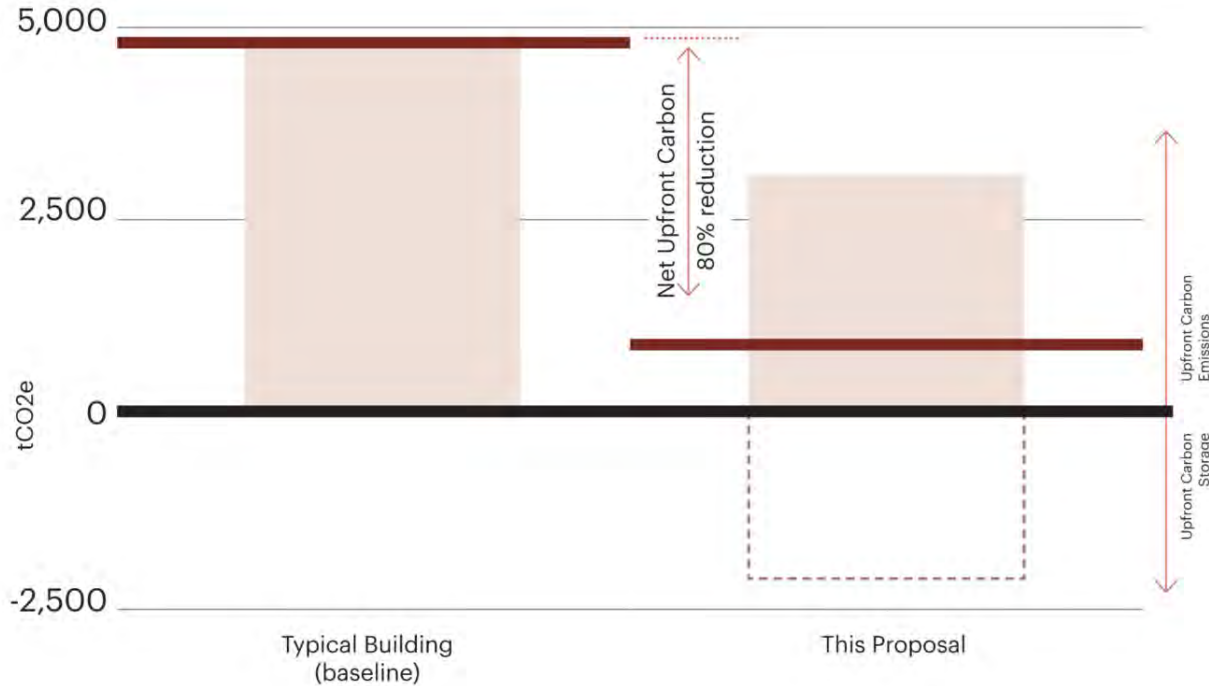 5,000
2,500
0
-2,500
tCO2e
Net Upfront Carbon
80% reduction
Upfront Carbon
Emissions
Upfront Carbon
Storage
Typical Building
(baseline)
This Proposal